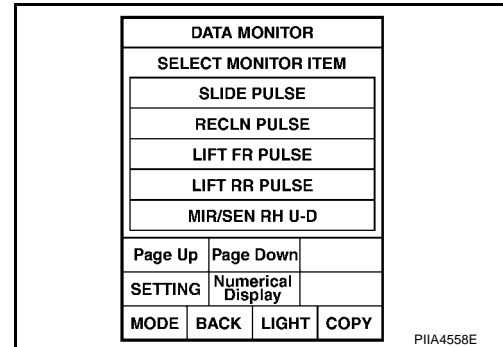 DATA MONITOR
SELECT MONITOR ITEM
SLIDE PULSE
RECLN PULSE
LIFT FR PULSE
LIFT RR PULSE
MIR/SEN RH U-D
Page Up Page Down
SETTING Numerical Display
MODE BACK LIGHT COPY
PIIA4558E